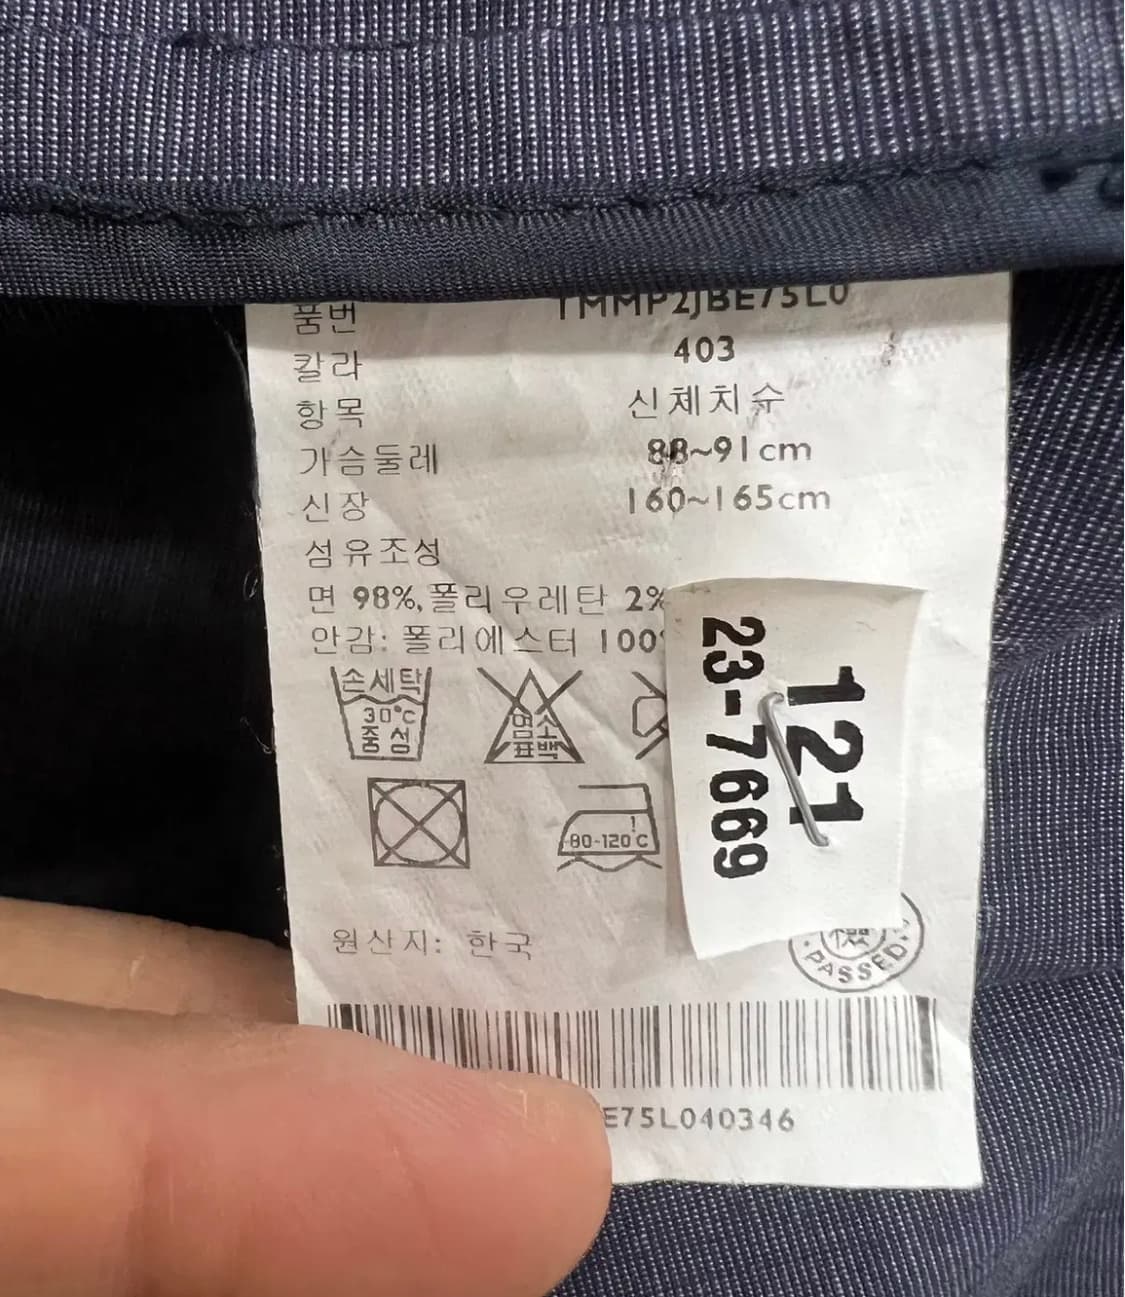 품번 TMMP2JBE75L0
칼라 403
항목 신체치수
가슴둘레 88~91cm
신장 160~165cm
섬유조성
면 98%, 폴리우레탄 2%
안감: 폴리에스터 100%
손세탁
30°c
중성
염소
표백
80-120°C
121
23-7669
원산지: 한국
PASSED
E75L040346